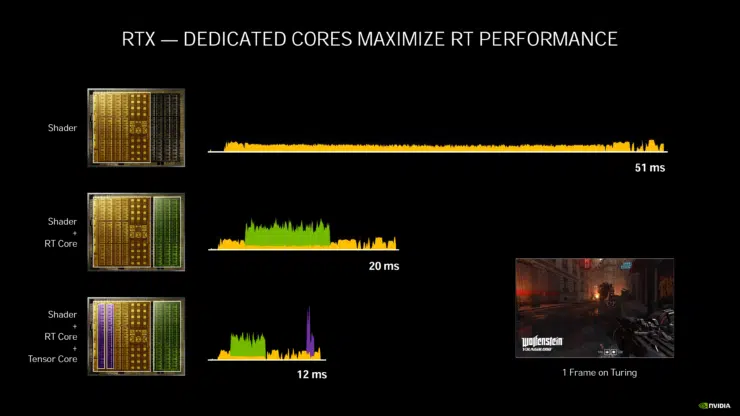 RTX — DEDICATED CORES MAXIMIZE RT PERFORMANCE
Shader
51 ms
Shader
+
RT Core
20 ms
Shader
+
RT Core
+
Tensor Core
12 ms
Wolfenstein
1 Frame on Turing
NVIDIA